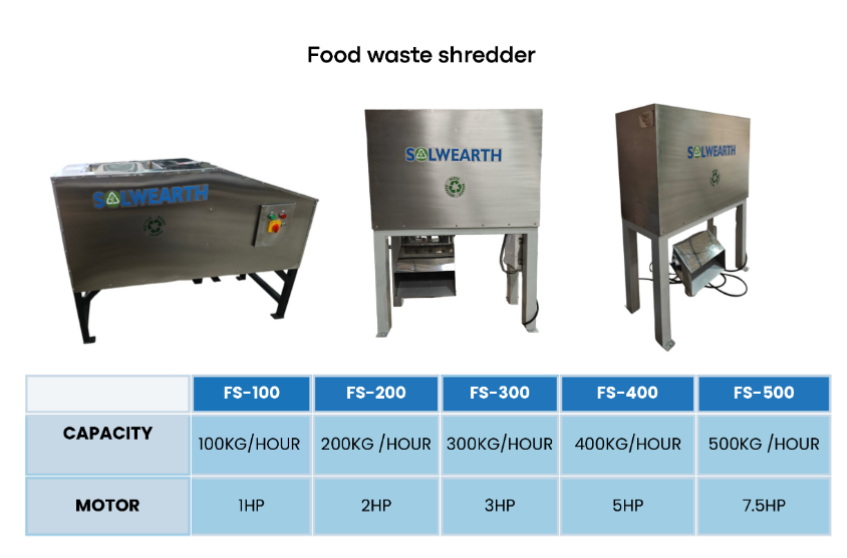 Food waste shredder
SOLWEARTH
SOLWEARTH
SOLWEARTH
FS-100 FS-200 FS-300 FS-400 FS-500
CAPACITY 100KG/HOUR 200KG /HOUR 300KG/HOUR 400KG/HOUR 500KG /HOUR
MOTOR 1HP 2HP 3HP 5HP 7.5HP